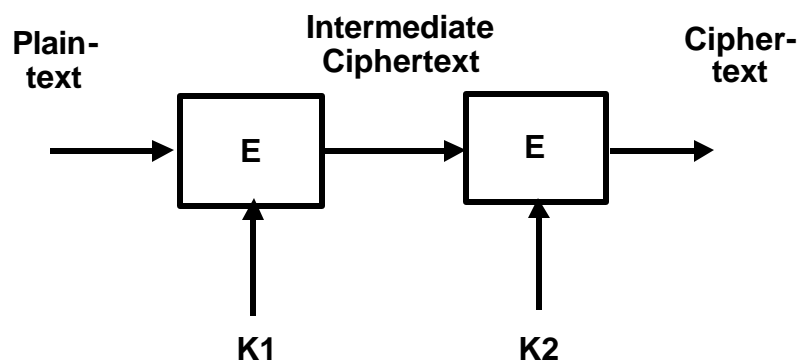 Plain-
text
Intermediate
Ciphertext
Cipher-
text
E
E
K1
K2